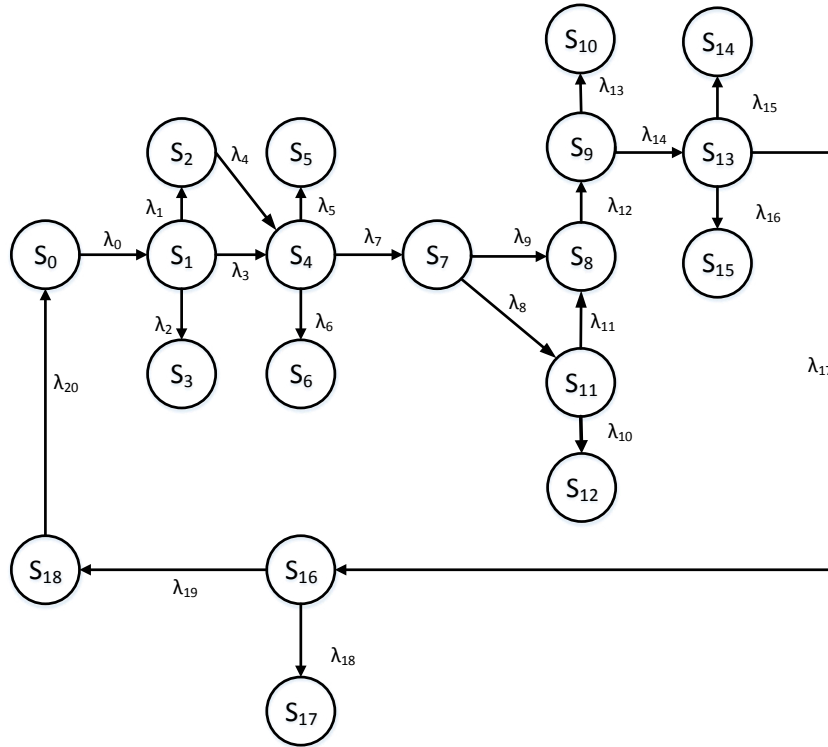 S₁₀
S₁₄
λ₁₃
λ₁₅
S₂
λ₄
S₅
S₉
λ₁₄
S₁₃
λ₁
λ₅
λ₁₂
λ₁₆
S₀
λ₀
S₁
λ₃
S₄
λ₇
S₇
λ₉
S₈
S₁₅
λ₂
λ₆
λ₈
λ₁₁
λ₂₀
S₃
S₆
S₁₁
λ₁₇
λ₁₀
S₁₂
S₁₈
λ₁₉
S₁₆
λ₁₈
S₁₇